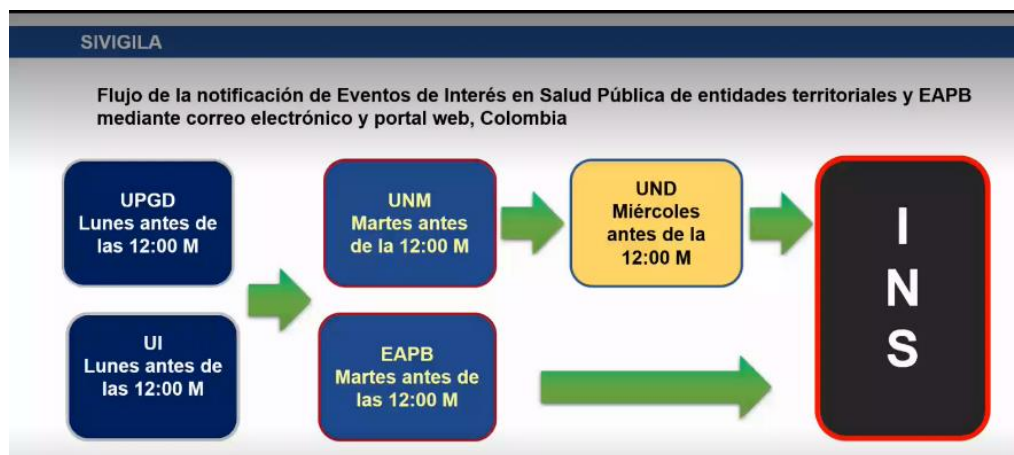 SIVIGILA
Flujo de la notificación de Eventos de Interés en Salud Pública de entidades territoriales y EAPB
mediante correo electrónico y portal web, Colombia
UPGD
Lunes antes de
las 12:00 M
UI
Lunes antes de
las 12:00 M
UNM
Martes antes
de la 12:00 M
EAPB
Martes antes de
las 12:00 M
UND
Miércoles
antes de la
12:00 M
I
N
S